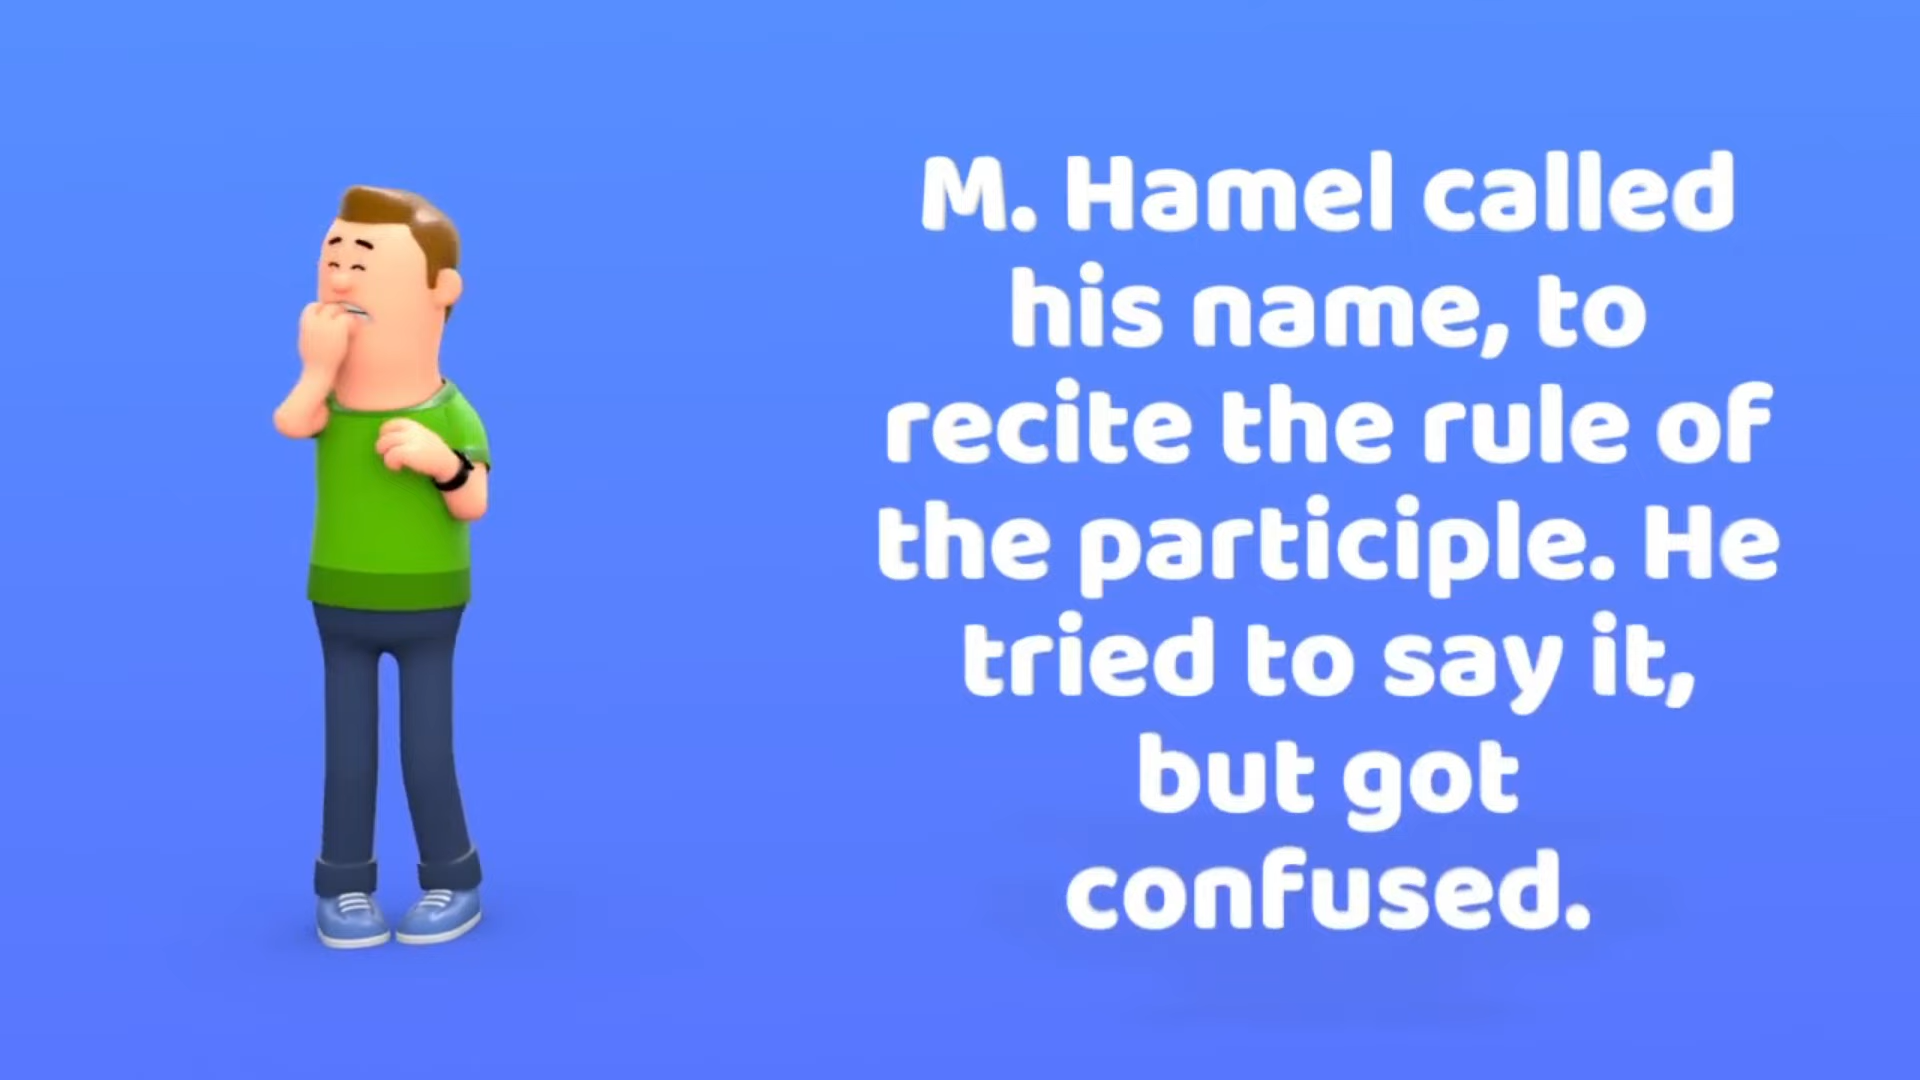 M. Hamel called
his name, to
recite the rule of
the participle. He
tried to say it,
but got
confused.